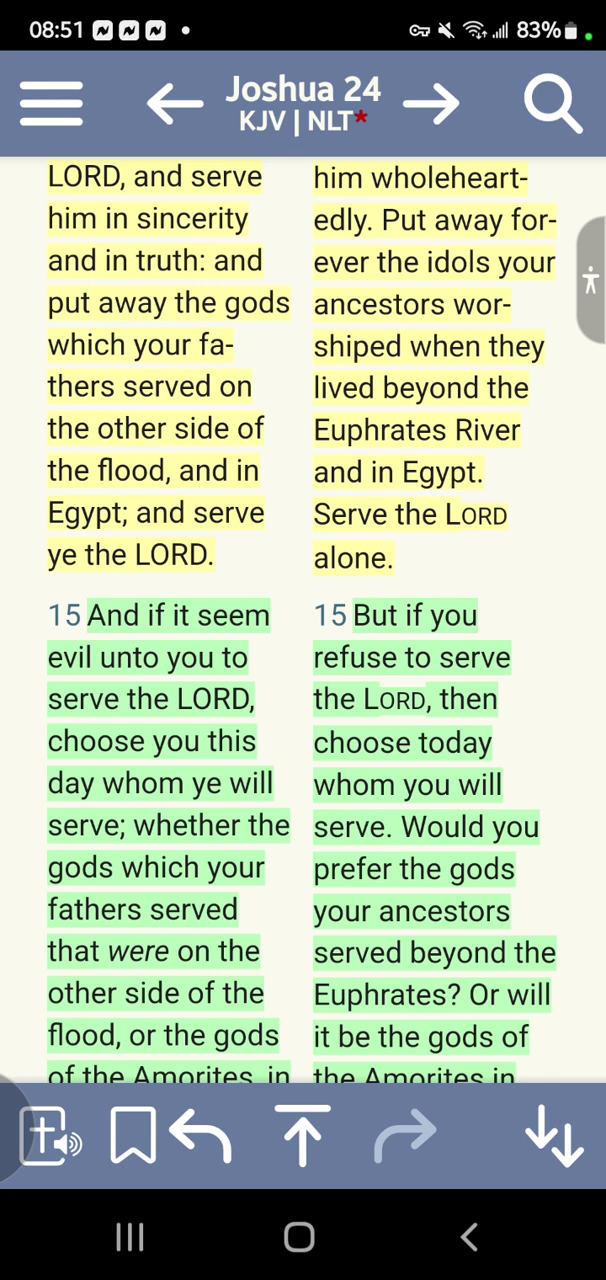 08:51
83%
Joshua 24
KJV | NLT*
LORD, and serve
him in sincerity
and in truth: and
put away the gods
which your fa-
thers served on
the other side of
the flood, and in
Egypt; and serve
ye the LORD.
15 And if it seem
evil unto you to
serve the LORD,
choose you this
day whom ye will
serve; whether the
gods which your
fathers served
that were on the
other side of the
flood, or the gods
of the Amorites, in
him wholeheart-
edly. Put away for-
ever the idols your
ancestors wor-
shiped when they
lived beyond the
Euphrates River
and in Egypt.
Serve the LORD
alone.
15 But if you
refuse to serve
the LORD, then
choose today
whom you will
serve. Would you
prefer the gods
your ancestors
served beyond the
Euphrates? Or will
it be the gods of
the Amorites in